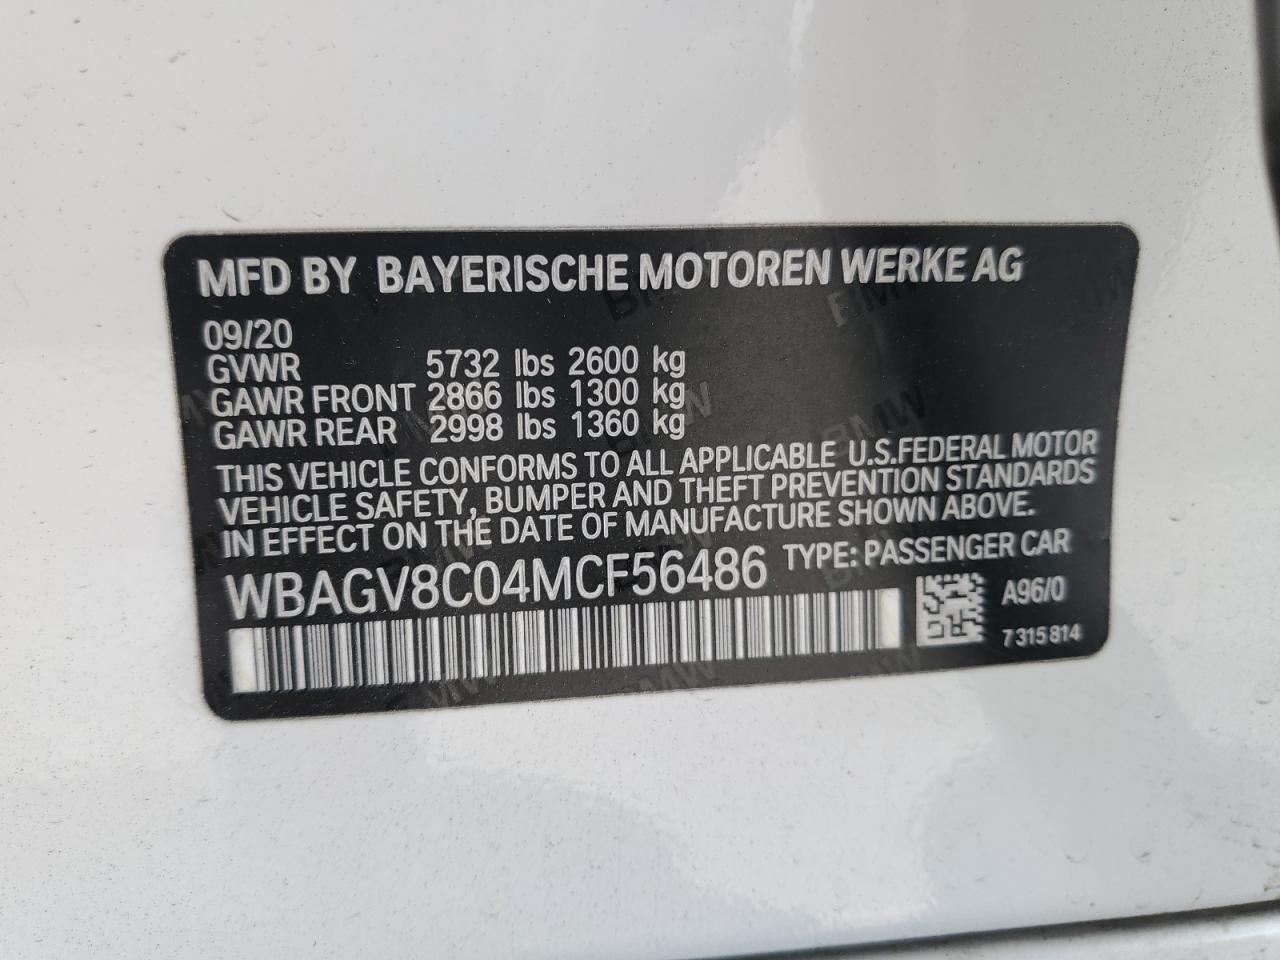 MFD BY BAYERISCHE MOTOREN WERKE AG
09/20
GVWR 5732 lbs 2600 kg
GAWR FRONT 2866 lbs 1300 kg
GAWR REAR 2998 lbs 1360 kg
THIS VEHICLE CONFORMS TO ALL APPLICABLE U.S.FEDERAL MOTOR
VEHICLE SAFETY, BUMPER AND THEFT PREVENTION STANDARDS
IN EFFECT ON THE DATE OF MANUFACTURE SHOWN ABOVE.
WBAGV8C04MCF56486 TYPE: PASSENGER CAR
A96/0
7 315 814